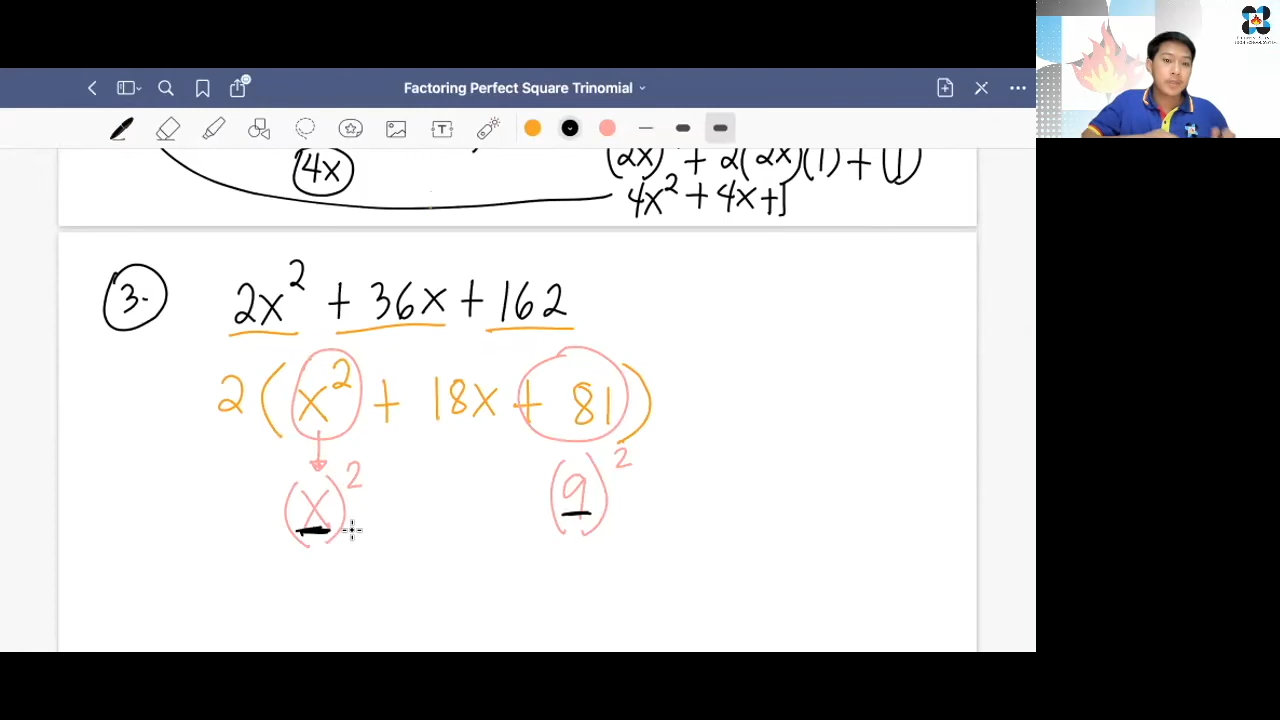 Factoring Perfect Square Trinomial
(2x) + 2(2x)(1) + (1)
4x
4x² + 4x + 1
3. 2x² + 36x + 162
2(x² + 18x + 81)
(x)² (9)²